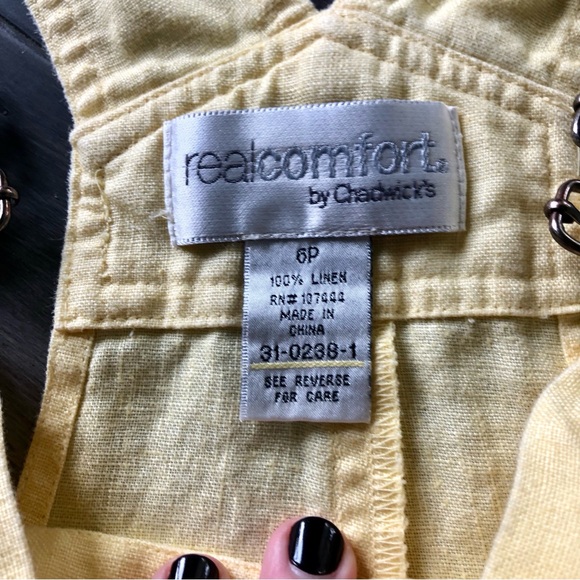 realcomfort®
by Chadwick's
6P
100% LINEN
RN# 107444
MADE IN
CHINA
31-0238-1
SEE REVERSE
FOR CARE